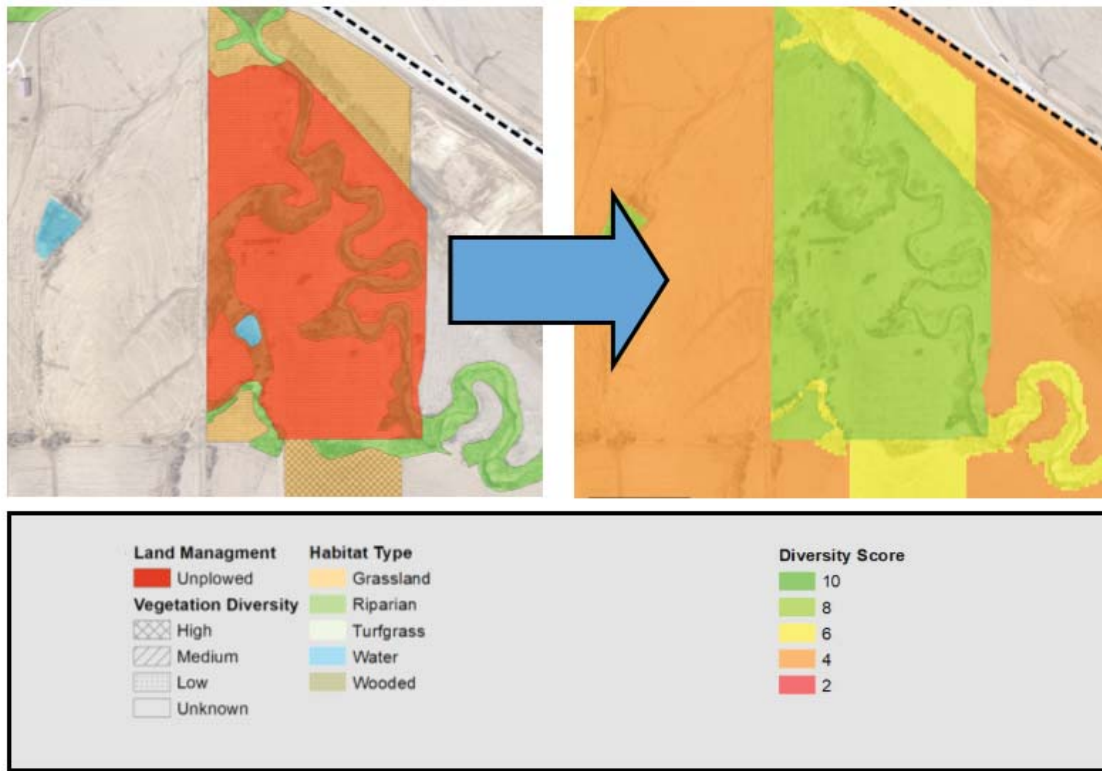 Land Managment
Unplowed
Vegetation Diversity
High
Medium
Low
Unknown
Habitat Type
Grassland
Riparian
Turfgrass
Water
Wooded
Diversity Score
10
8
6
4
2